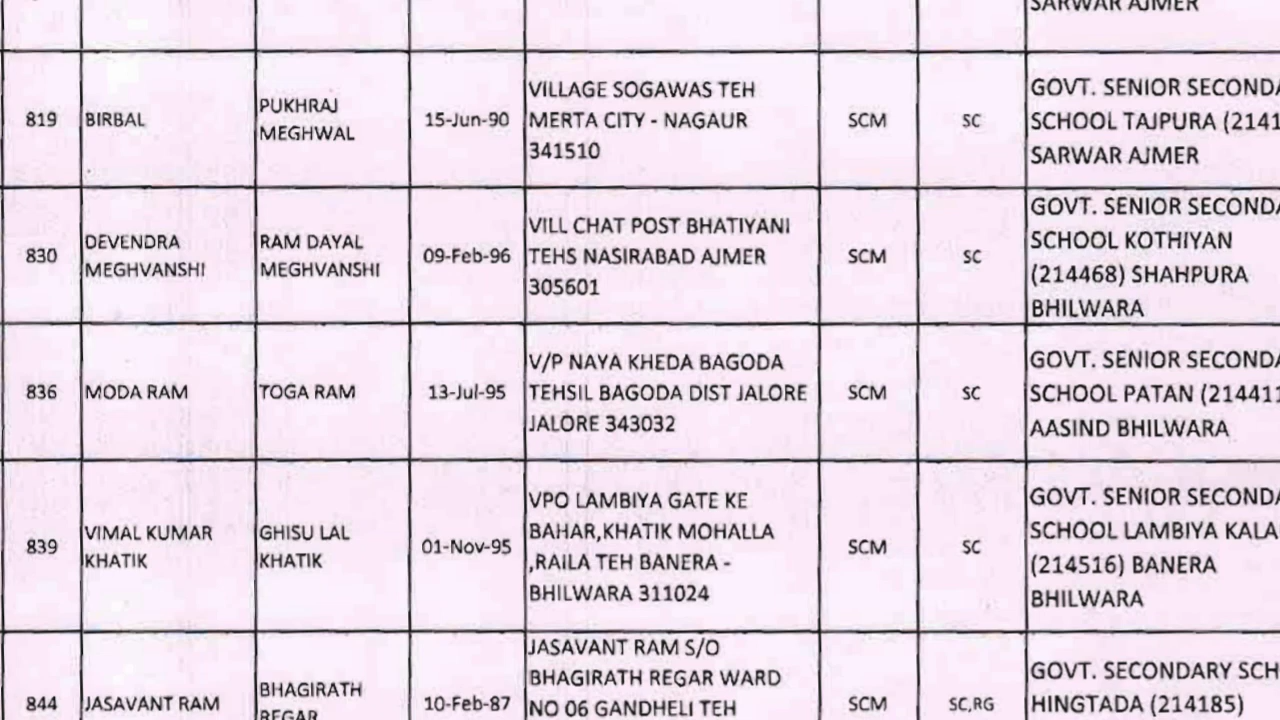 SARWAR AJMER
819 BIRBAL PUKHRAJ MEGHWAL 15-Jun-90 VILLAGE SOGAWAS TEH MERTA CITY - NAGAUR 341510 SCM SC GOVT. SENIOR SECONDA SCHOOL TAJPURA (2141 SARWAR AJMER
830 DEVENDRA MEGHVANSHI RAM DAYAL MEGHVANSHI 09-Feb-96 VILL CHAT POST BHATIYANI TEHS NASIRABAD AJMER 305601 SCM SC GOVT. SENIOR SECONDA SCHOOL KOTHIYAN (214468) SHAHPURA BHILWARA
836 MODA RAM TOGA RAM 13-Jul-95 V/P NAYA KHEDA BAGODA TEHSIL BAGODA DIST JALORE JALORE 343032 SCM SC GOVT. SENIOR SECONDA SCHOOL PATAN (214411 AASIND BHILWARA
839 VIMAL KUMAR KHATIK GHISU LAL KHATIK 01-Nov-95 VPO LAMBIYA GATE KE BAHAR,KHATIK MOHALLA ,RAILA TEH BANERA - BHILWARA 311024 SCM SC GOVT. SENIOR SECONDA SCHOOL LAMBIYA KALA (214516) BANERA BHILWARA
844 JASAVANT RAM BHAGIRATH REGAR 10-Feb-87 JASAVANT RAM S/O BHAGIRATH REGAR WARD NO 06 GANDHELI TEH SCM SC,RG GOVT. SECONDARY SCH HINGTADA (214185)